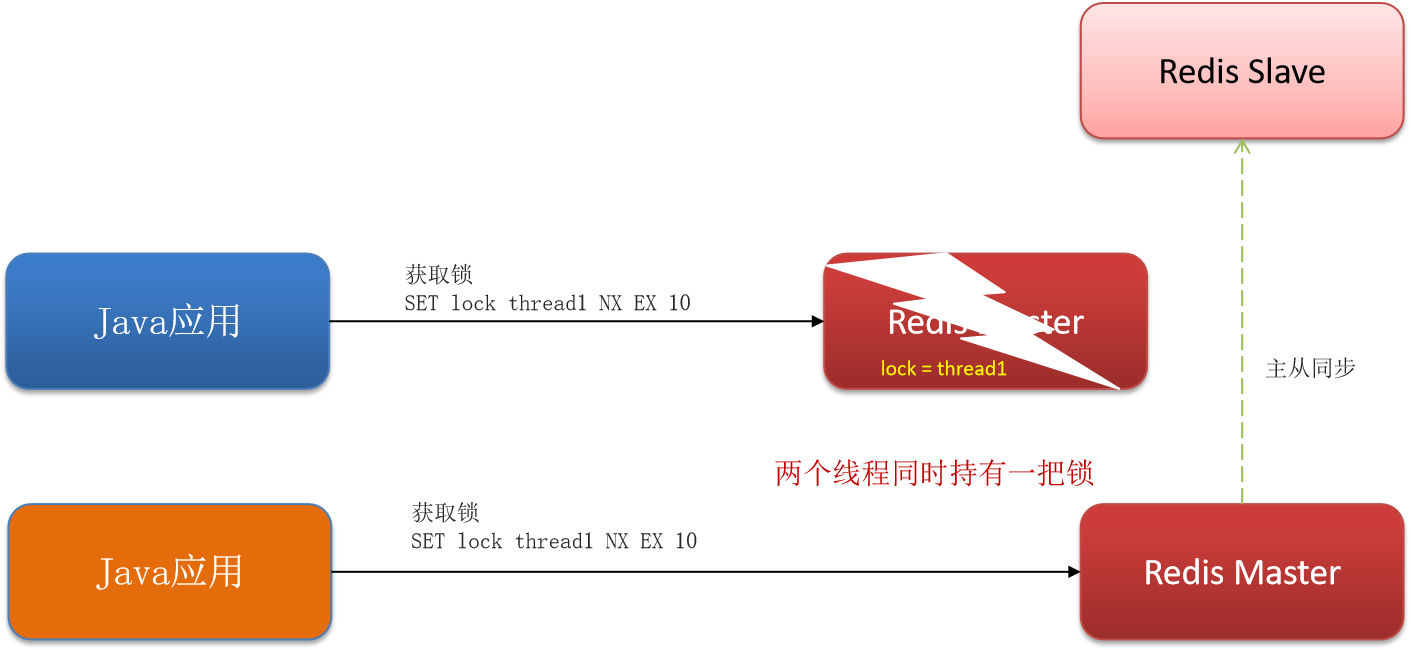 Redis Slave
获取锁
SET lock thread1 NX EX 10
Java应用
Redis ster
lock = thread1
主从同步
两个线程同时持有一把锁
获取锁
SET lock thread1 NX EX 10
Java应用
Redis Master